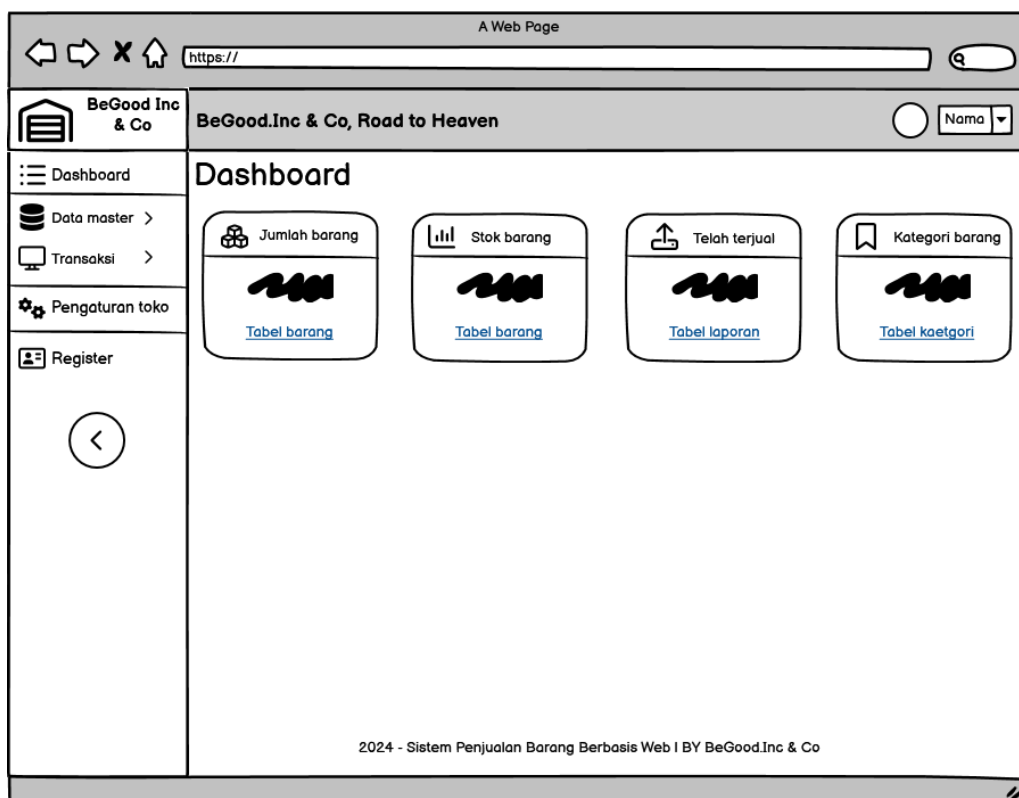 A Web Page
https://
BeGood Inc
& Co
BeGood.Inc & Co, Road to Heaven
Nama
Dashboard
Data master
Transaksi
Pengaturan toko
Register
Dashboard
Jumlah barang
Tabel barang
Stok barang
Tabel barang
Telah terjual
Tabel laporan
Kategori barang
Tabel kaetgori
2024 - Sistem Penjualan Barang Berbasis Web | BY BeGood.Inc & Co